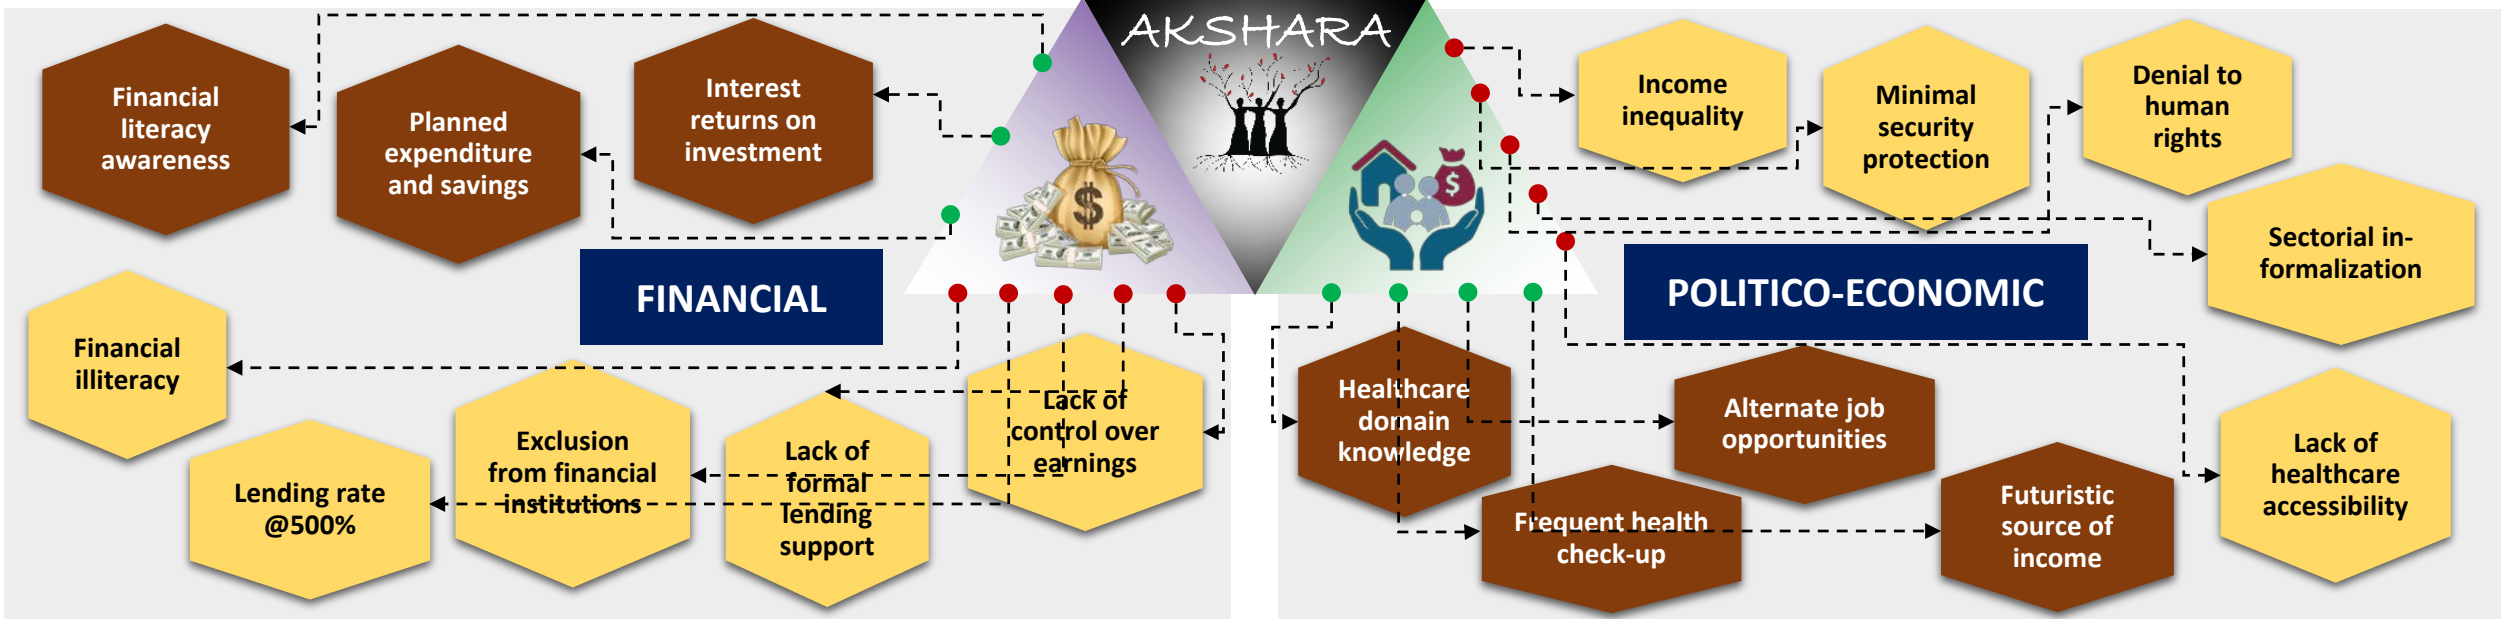 AKSHARA
Financial
literacy
awareness
Planned
expenditure
and savings
Interest
returns on
investment
FINANCIAL
Financial
illiteracy
Lending rate
@500%
Exclusion
from financial
institutions
Lack of
formal
lending
support
Lack of
control over
earnings
$
$
Income
inequality
Minimal
security
protection
Denial to
human
rights
Sectorial in-
formalization
POLITICO-ECONOMIC
Healthcare
domain
knowledge
Frequent health
check-up
Alternate job
opportunities
Futuristic
source of
income
Lack of
healthcare
accessibility